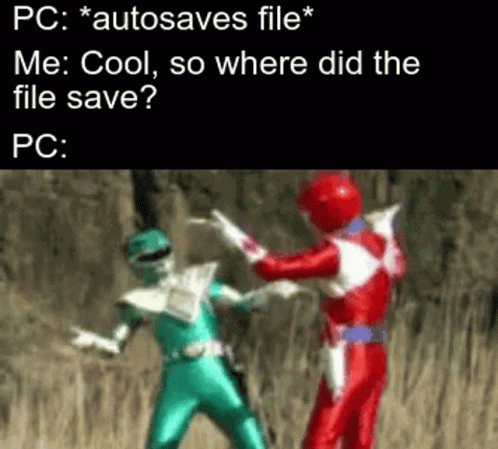 PC: *autosaves file*
Me: Cool, so where did the
file save?
PC: